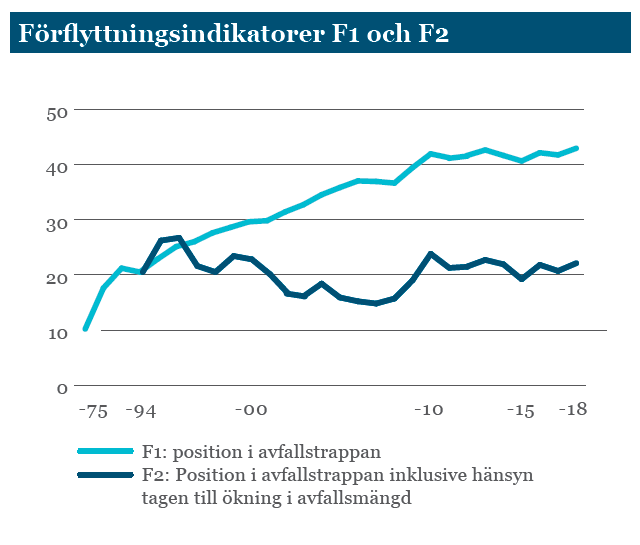 Förflyttningsindikatorer F1 och F2
50
40
30
20
10
0
-75 -94 -00 -10 -15 -18
F1: position i avfallstrappan
F2: Position i avfallstrappan inklusive hänsyn
tagen till ökning i avfallsmängd